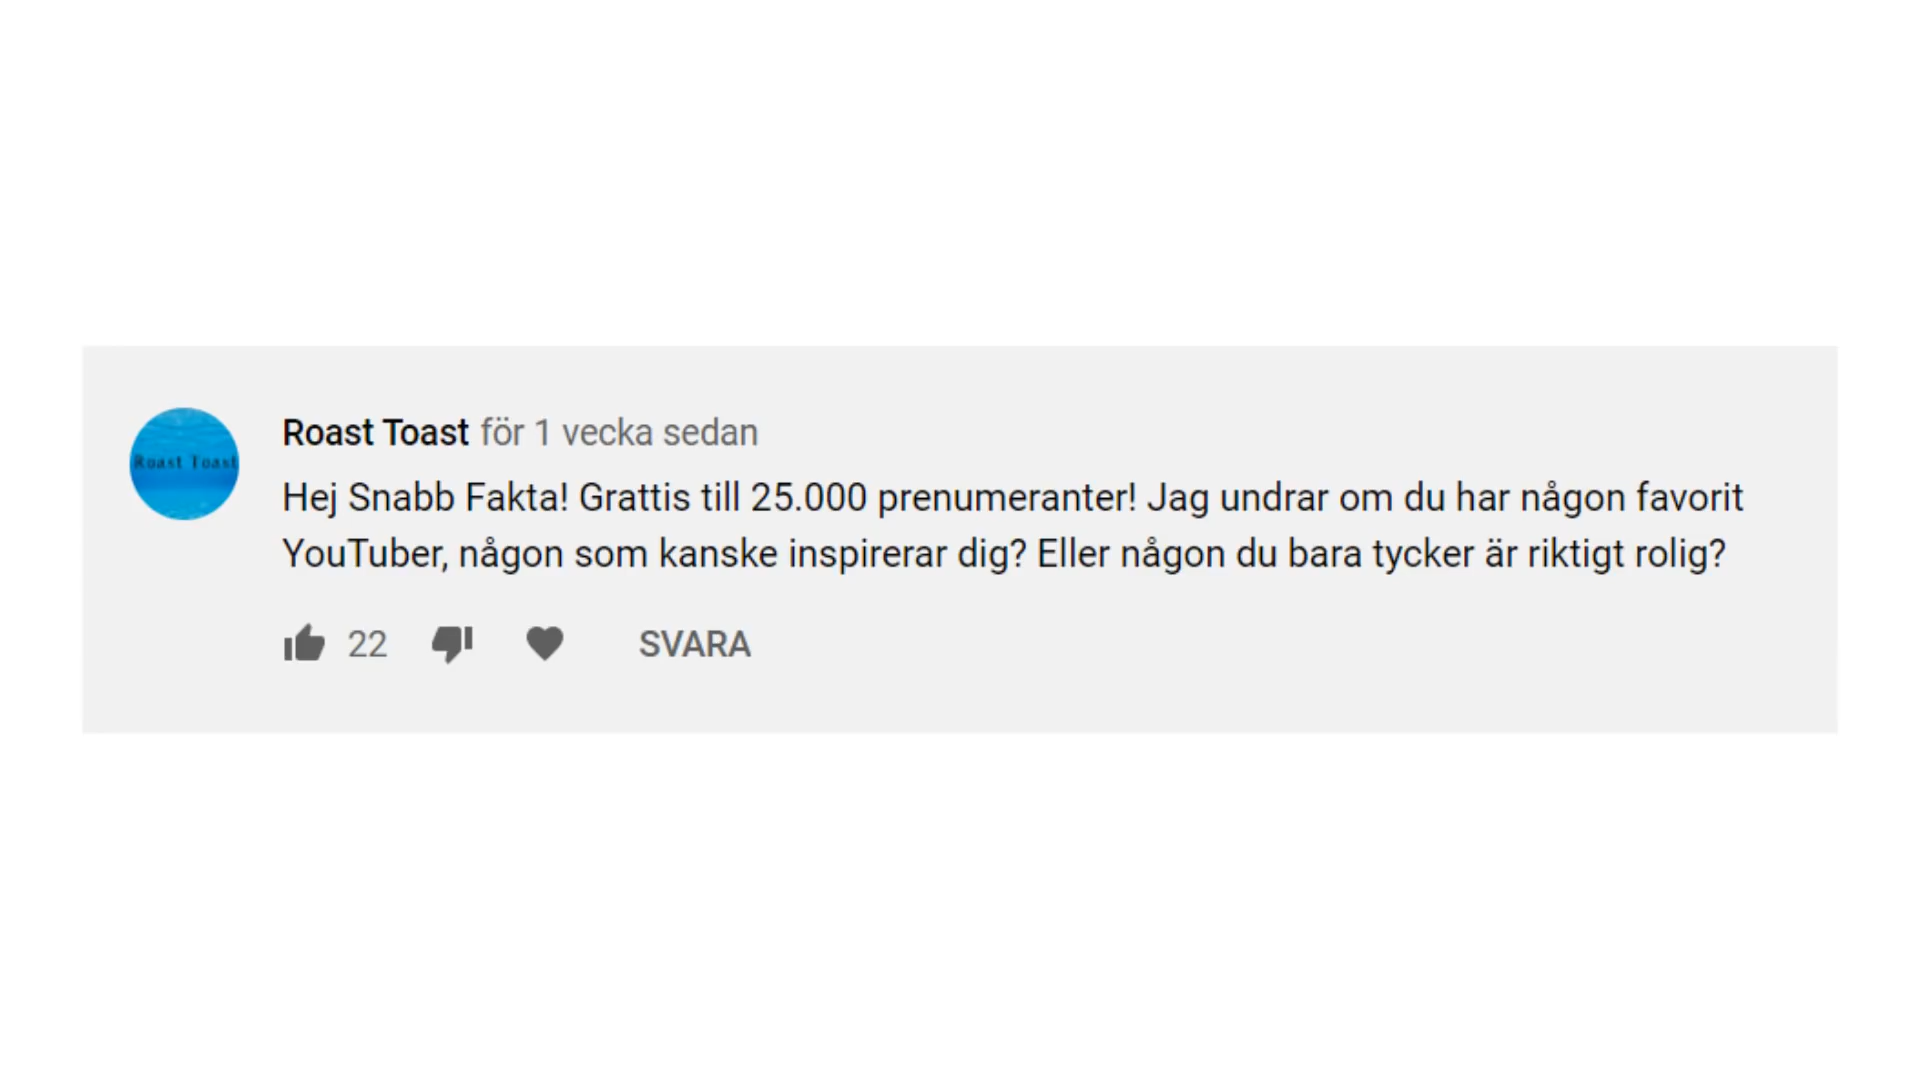 Roast Toast för 1 vecka sedan
Roast Toast
Hej Snabb Fakta! Grattis till 25.000 prenumeranter! Jag undrar om du har någon favorit
YouTuber, någon som kanske inspirerar dig? Eller någon du bara tycker är riktigt rolig?
22 SVARA